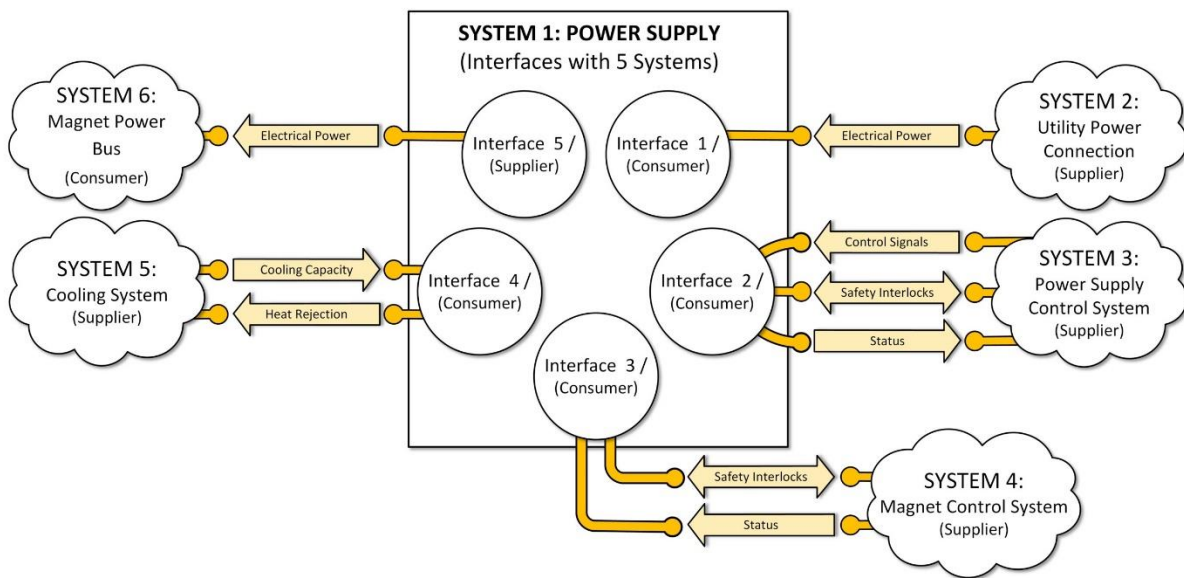 SYSTEM 1: POWER SUPPLY
(Interfaces with 5 Systems)
SYSTEM 6:
Magnet Power
Bus
(Consumer)
Electrical Power
Interface 5 /
(Supplier)
Interface 1 /
(Consumer)
Electrical Power
SYSTEM 2:
Utility Power
Connection
(Supplier)
SYSTEM 5:
Cooling System
(Supplier)
Cooling Capacity
Heat Rejection
Interface 4 /
(Consumer)
Interface 2 /
(Consumer)
Control Signals
Safety Interlocks
Status
SYSTEM 3:
Power Supply
Control System
(Supplier)
Interface 3 /
(Consumer)
Safety Interlocks
Status
SYSTEM 4:
Magnet Control System
(Supplier)